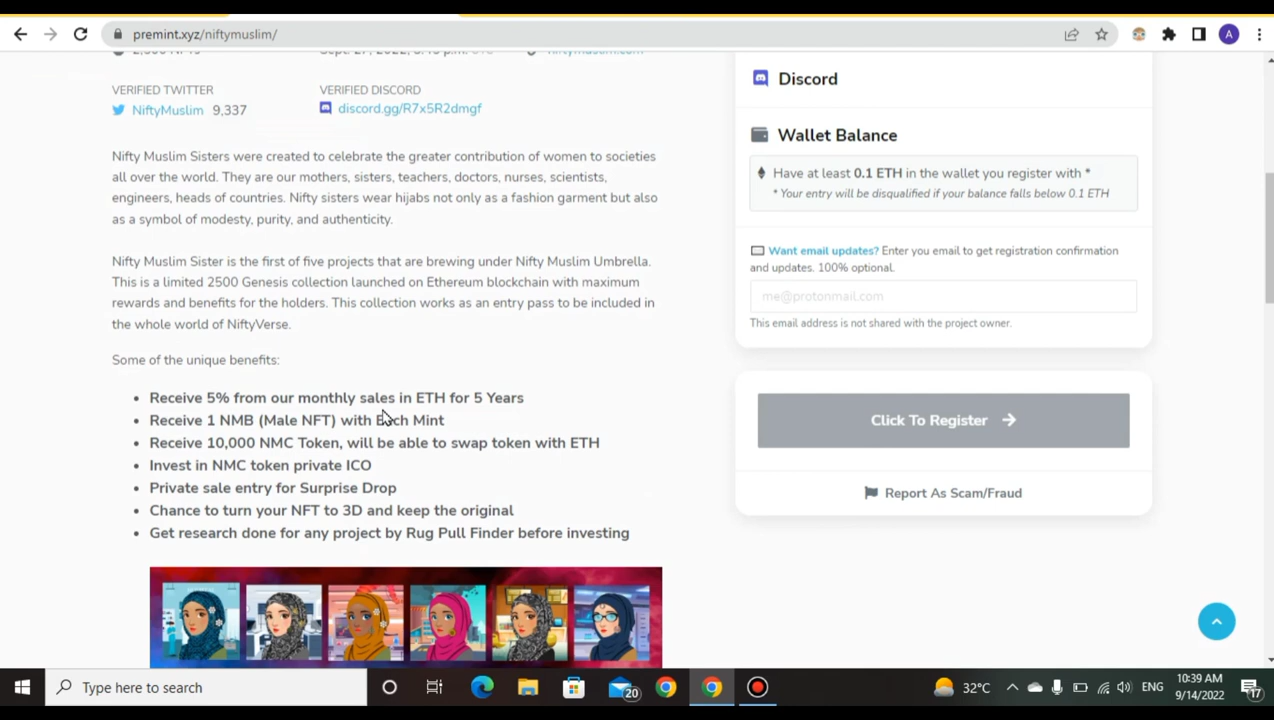 premint.xyz/niftymuslim/
A
niftymuslim.com
VERIFIED TWITTER
VERIFIED DISCORD
NiftyMuslim 9,337
discord.gg/R7x5R2dmgf
Nifty Muslim Sisters were created to celebrate the greater contribution of women to societies
all over the world. They are our mothers, sisters, teachers, doctors, nurses, scientists,
engineers, heads of countries. Nifty sisters wear hijabs not only as a fashion garment but also
as a symbol of modesty, purity, and authenticity.
Nifty Muslim Sister is the first of five projects that are brewing under Nifty Muslim Umbrella.
This is a limited 2500 Genesis collection launched on Ethereum blockchain with maximum
rewards and benefits for the holders. This collection works as an entry pass to be included in
the whole world of NiftyVerse.
Some of the unique benefits:
• Receive 5% from our monthly sales in ETH for 5 Years
• Receive 1 NMB (Male NFT) with Each Mint
• Receive 10,000 NMC Token, will be able to swap token with ETH
• Invest in NMC token private ICO
• Private sale entry for Surprise Drop
• Chance to turn your NFT to 3D and keep the original
• Get research done for any project by Rug Pull Finder before investing
Discord
Wallet Balance
Have at least 0.1 ETH in the wallet you register with *
* Your entry will be disqualified if your balance falls below 0.1 ETH
Want email updates? Enter you email to get registration confirmation
and updates. 100% optional.
me@protonmail.com
This email address is not shared with the project owner.
Click To Register
Report As Scam/Fraud
Type here to search
20
32°C
ENG
10:39 AM
9/14/2022
17